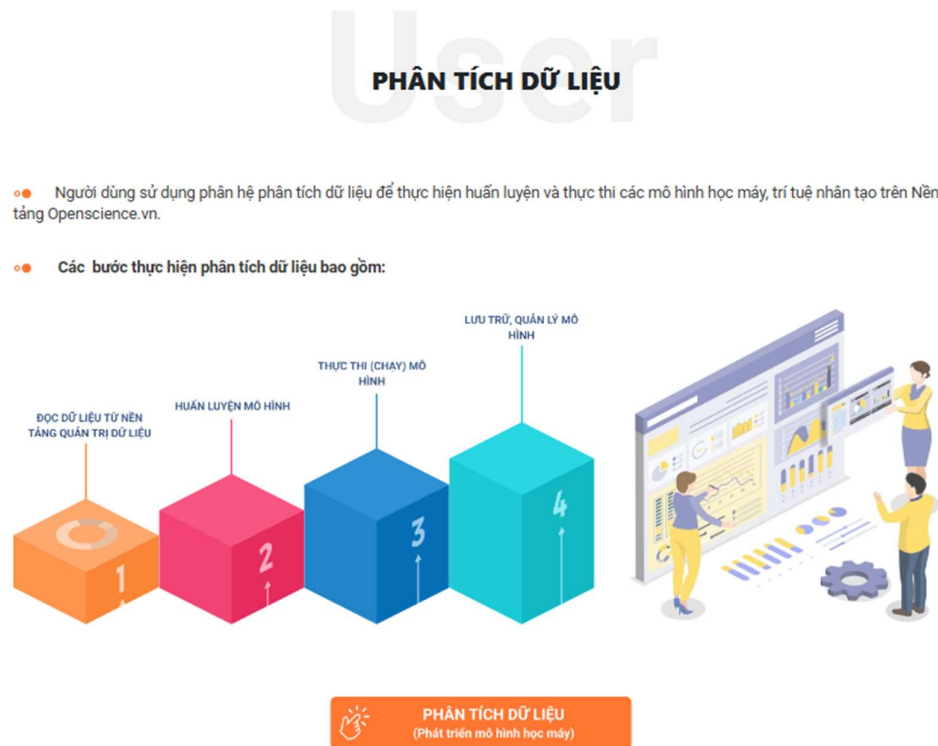 User
PHÂN TÍCH DỮ LIỆU
Người dùng sử dụng phân hệ phân tích dữ liệu để thực hiện huấn luyện và thực thi các mô hình học máy, trí tuệ nhân tạo trên Nền
tảng Openscience.vn.
Các bước thực hiện phân tích dữ liệu bao gồm:
LƯU TRỮ, QUẢN LÝ MÔ
HÌNH
THỰC THI (CHẠY) MÔ
HÌNH
HUẤN LUYỆN MÔ HÌNH
ĐỌC DỮ LIỆU TỪ NỀN
TẢNG QUẢN TRỊ DỮ LIỆU
1
2
3
4
PHÂN TÍCH DỮ LIỆU
(Phát triển mô hình học máy)